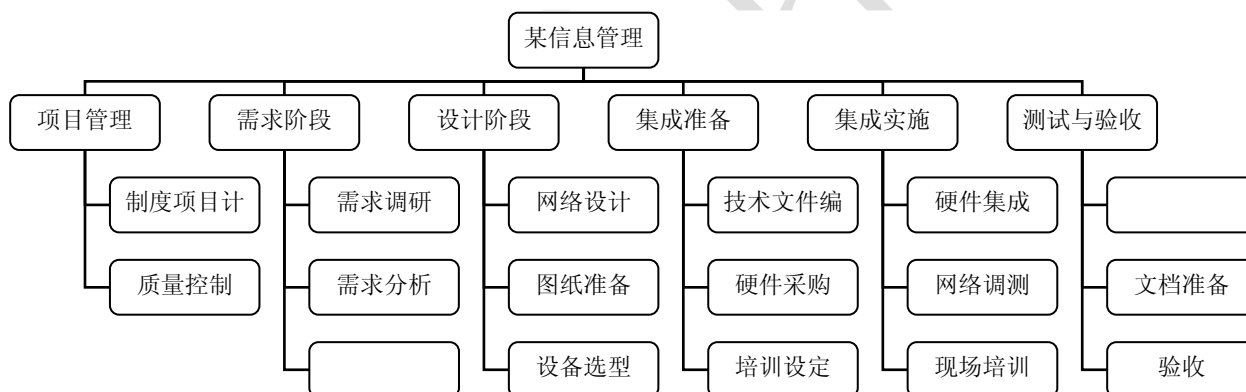 某信息管理
项目管理
需求阶段
设计阶段
集成准备
集成实施
测试与验收
制度项目计
需求调研
网络设计
技术文件编
硬件集成
质量控制
需求分析
图纸准备
硬件采购
网络调测
文档准备
设备选型
培训设定
现场培训
验收